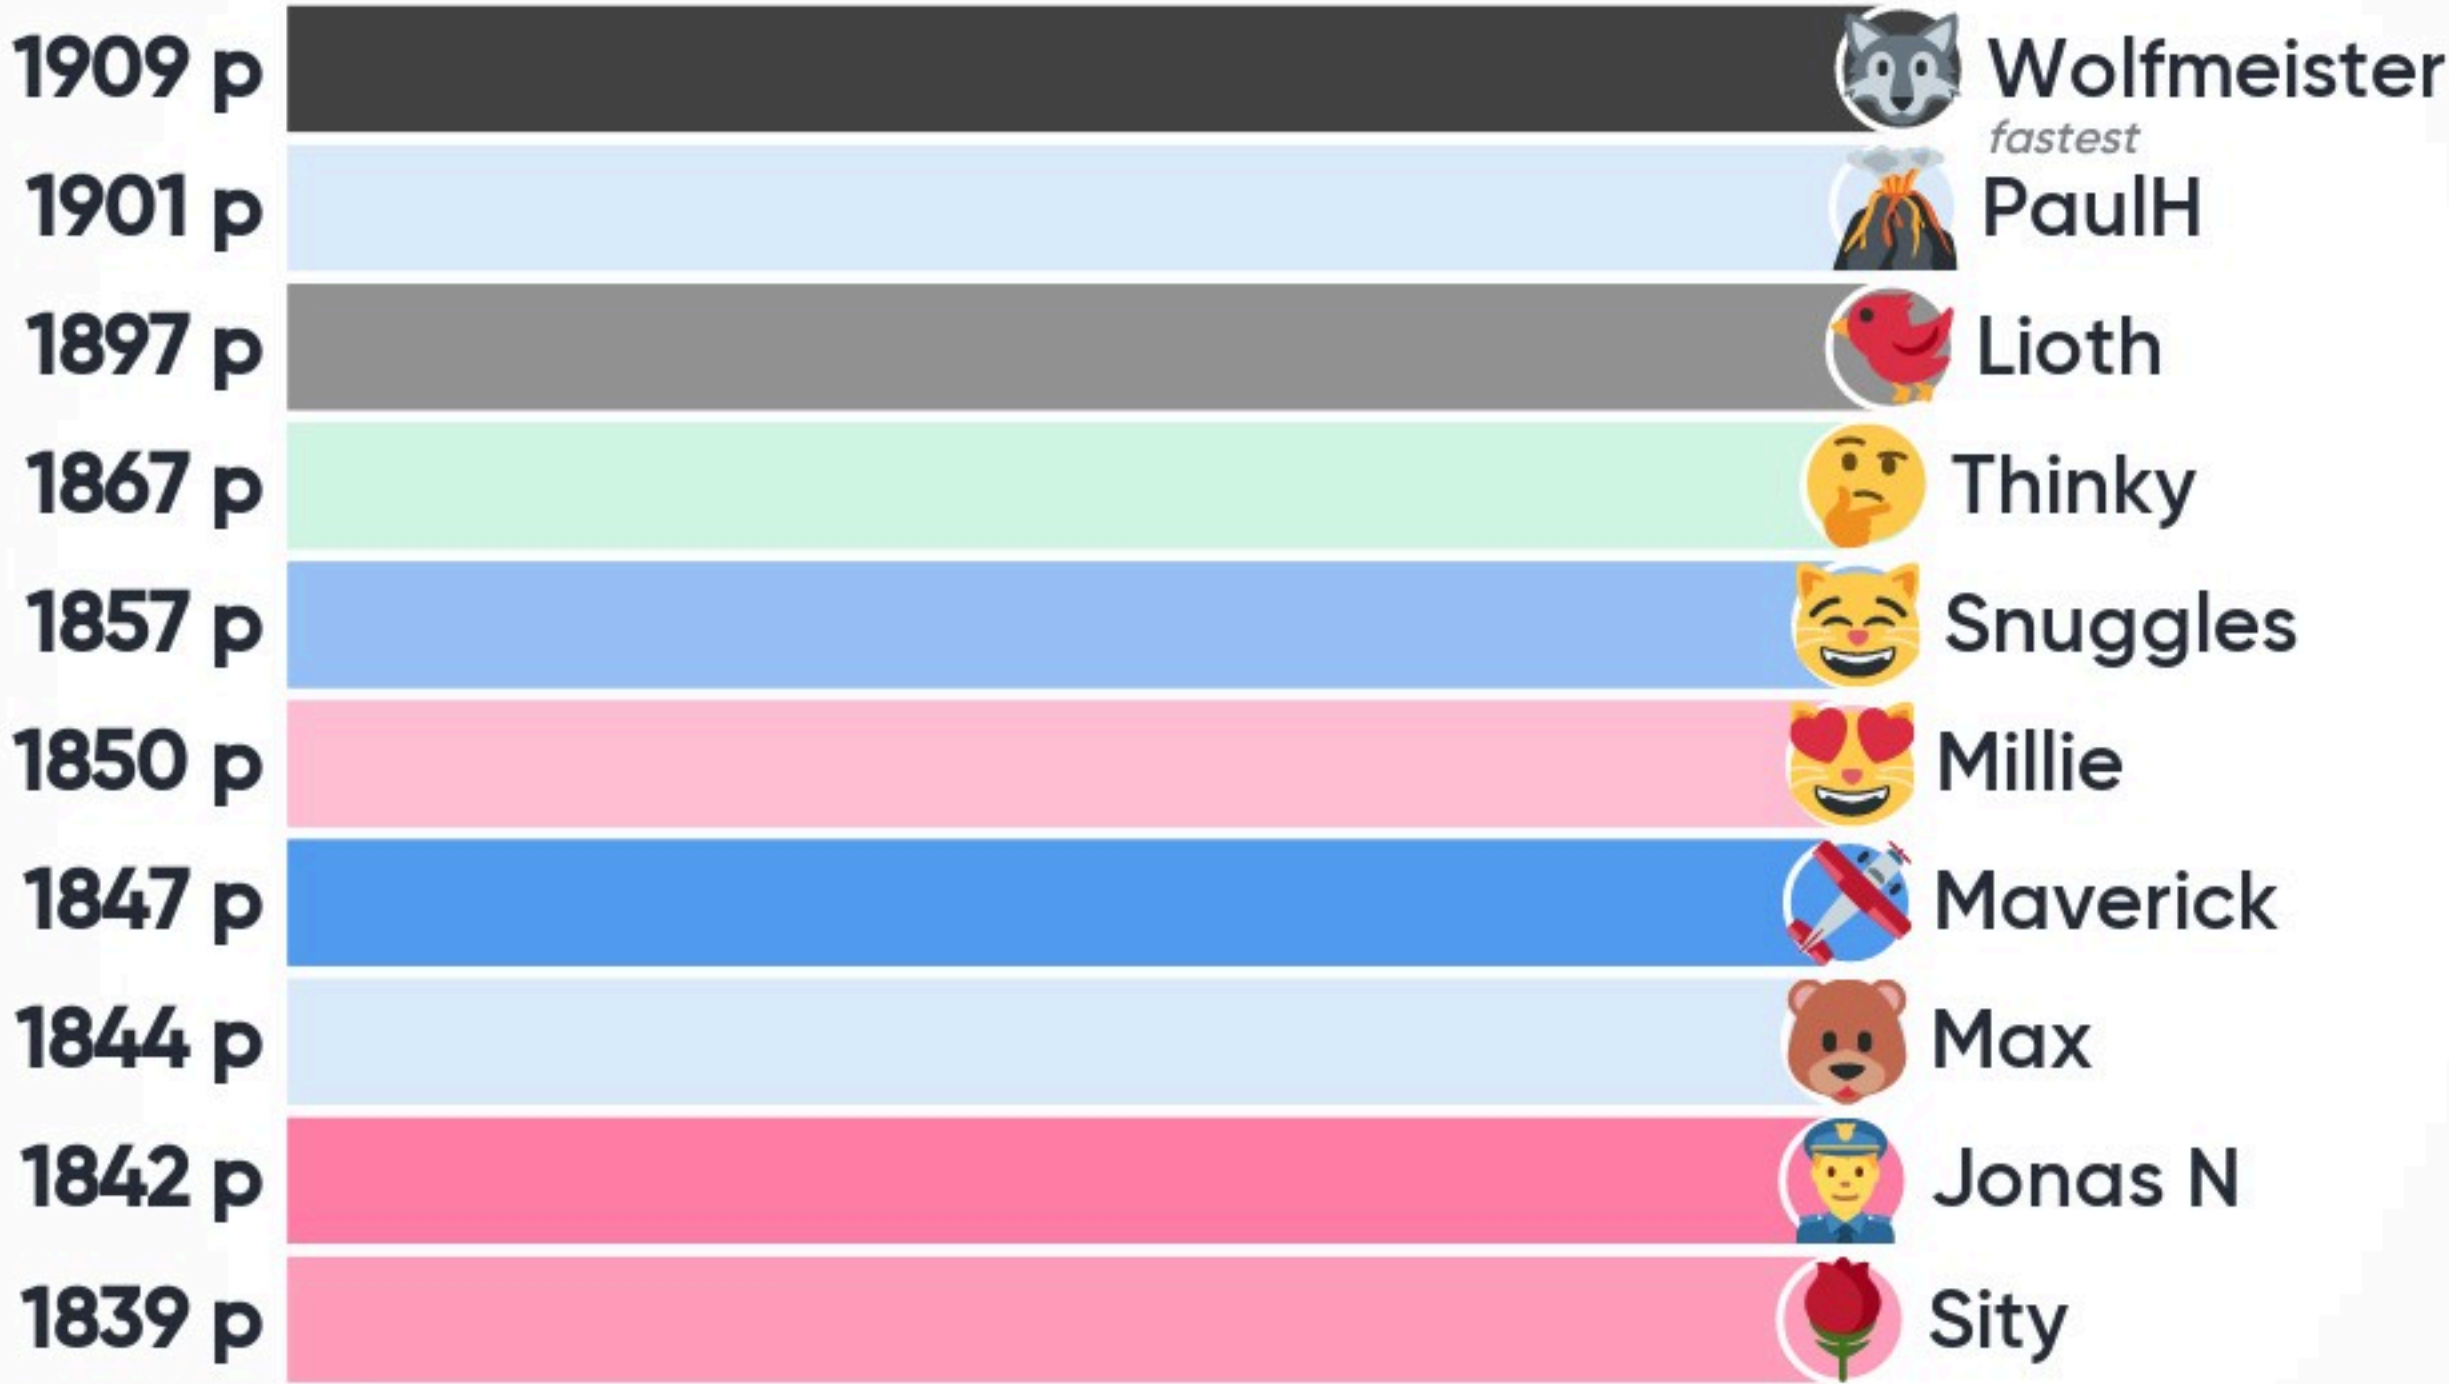 1909 p Wolfmeister
fastest
1901 p PaulH
1897 p Lioth
1867 p Thinky
1857 p Snuggles
1850 p Millie
1847 p Maverick
1844 p Max
1842 p Jonas N
1839 p Sity